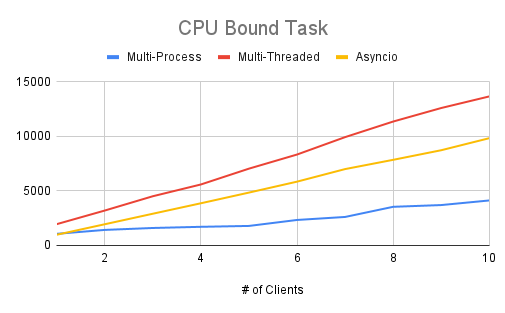 CPU Bound Task
Multi-Process Multi-Threaded Asyncio
15000
10000
5000
0
2 4 6 8 10
# of Clients